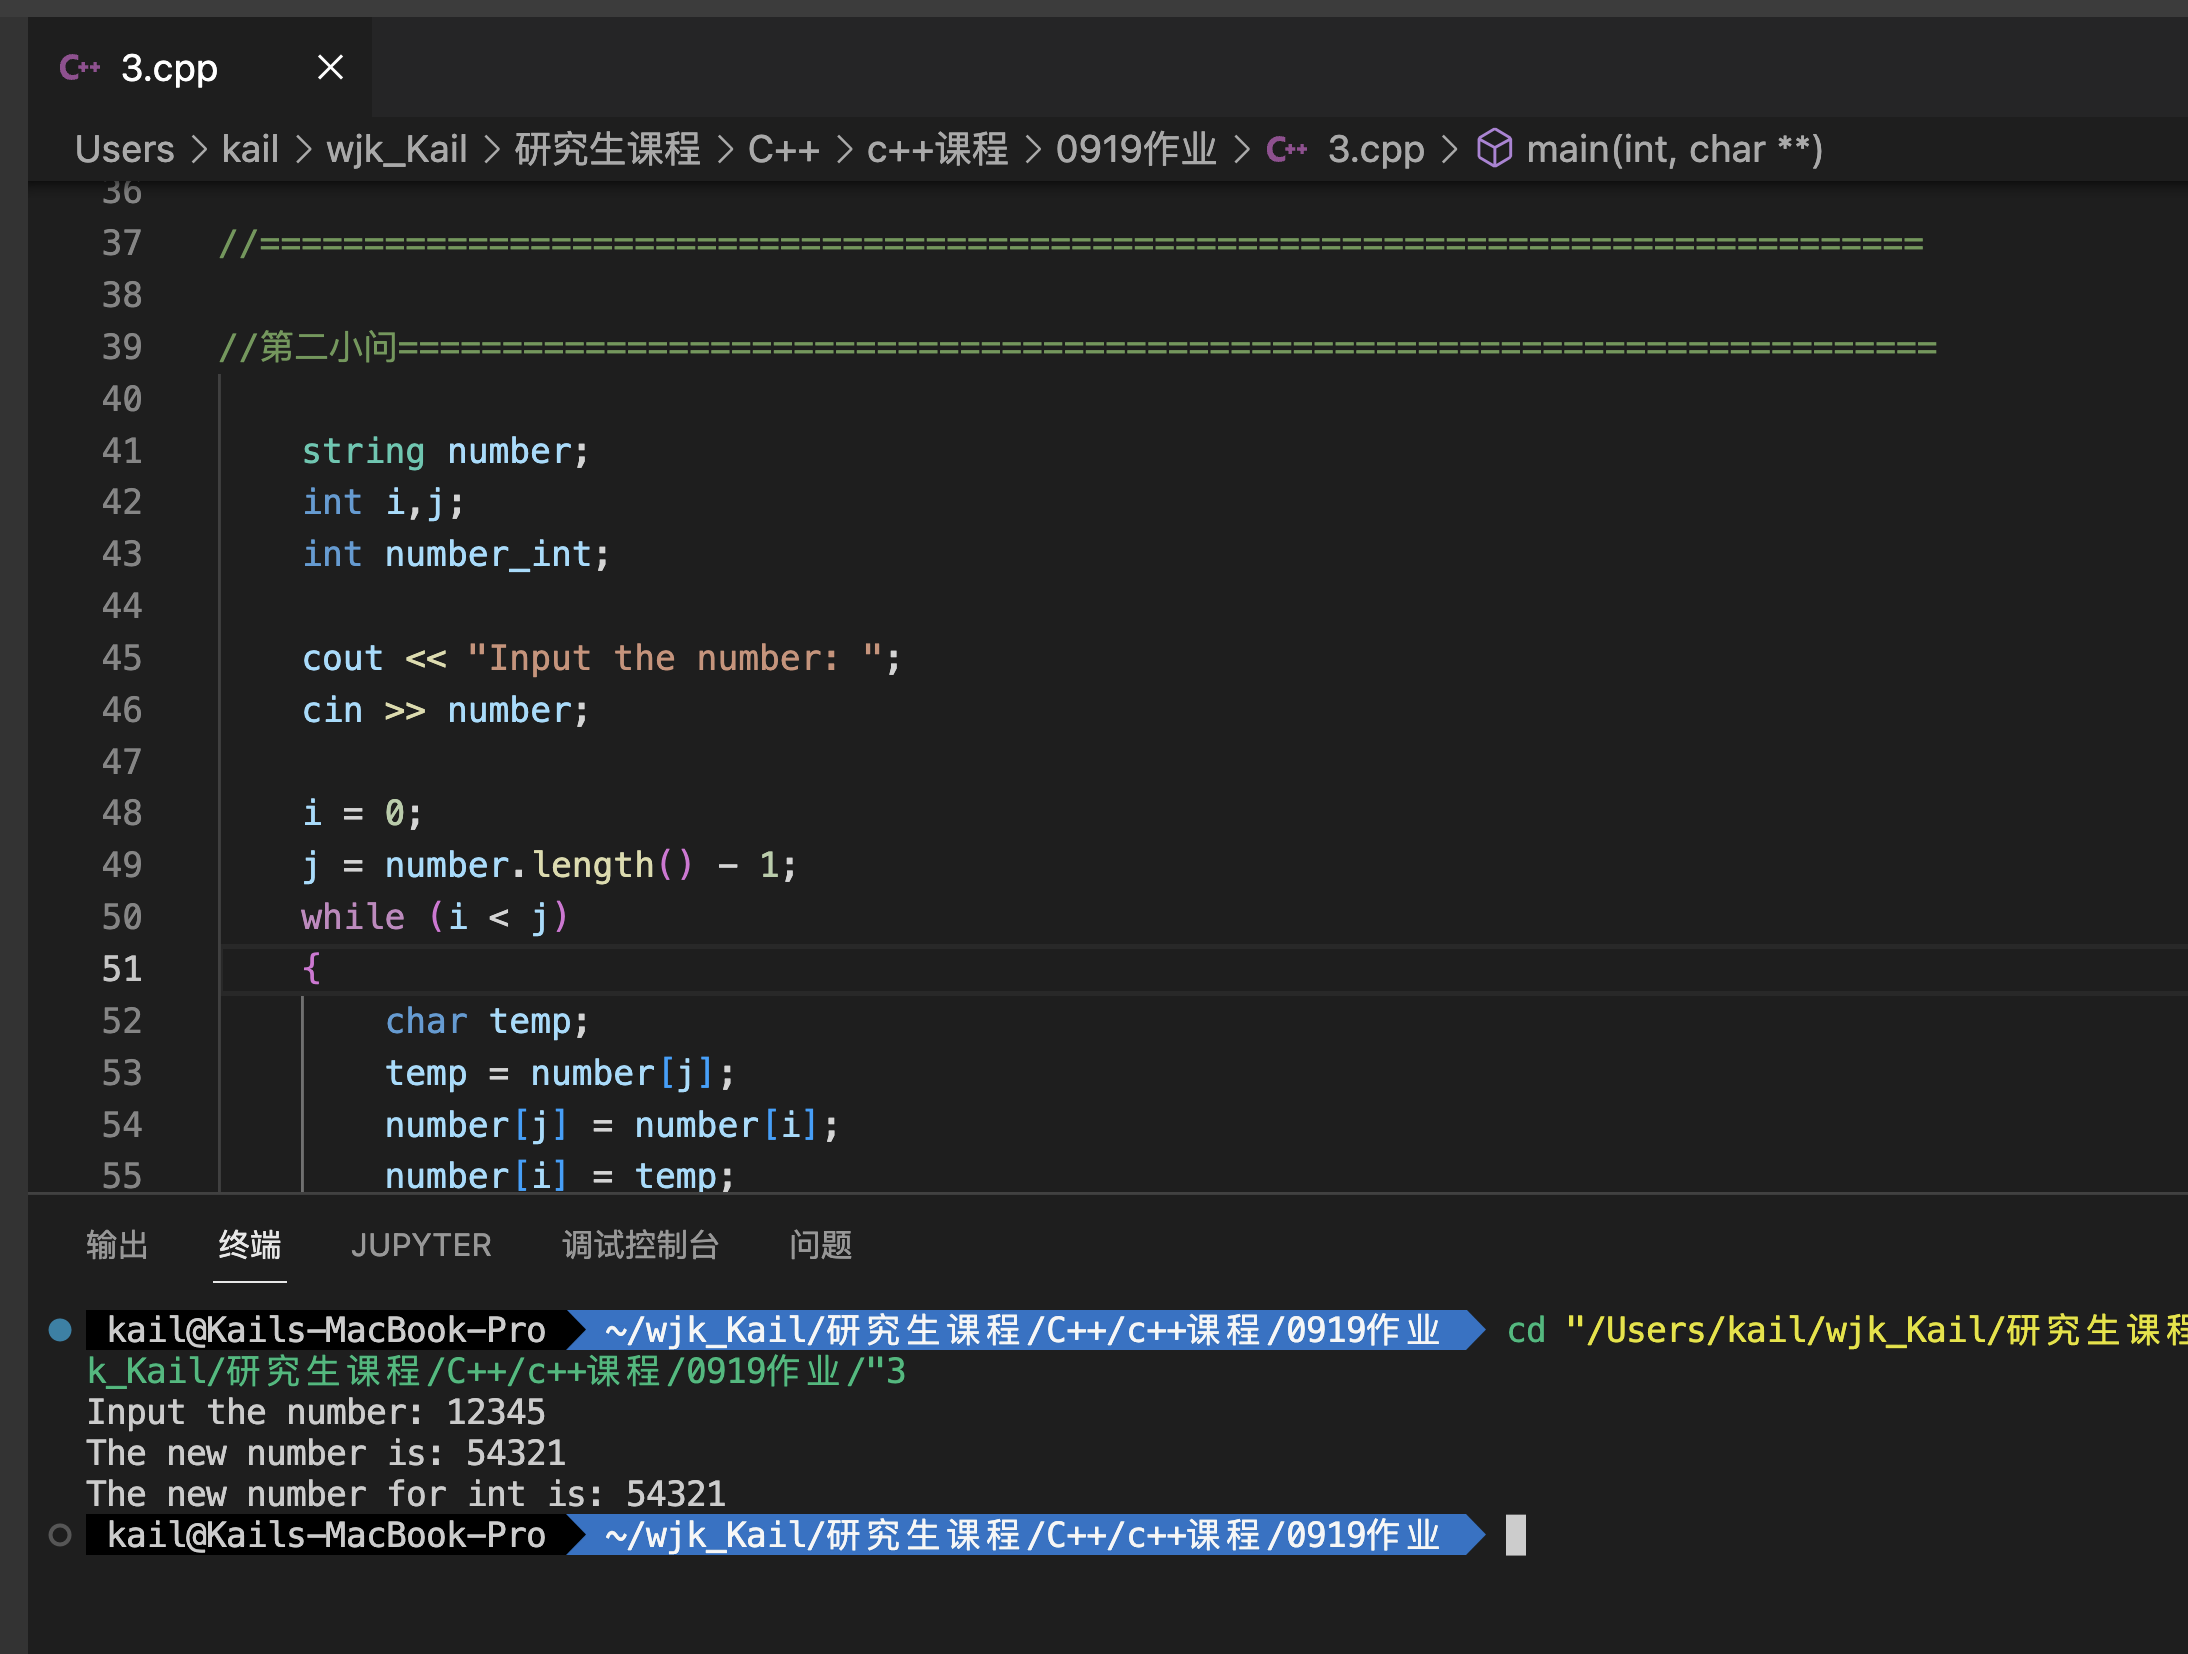 C++ 3.cpp ×
Users > kail > wjk_Kail > 研究生课程 > C++ > c++课程 > 0919作业 > C++ 3.cpp > main(int, char **)
36
37 //================================================================================
38
39 //第二小问==========================================================================
40
41 string number;
42 int i,j;
43 int number_int;
44
45 cout << "Input the number: ";
46 cin >> number;
47
48 i = 0;
49 j = number.length() - 1;
50 while (i < j)
51 {
52 char temp;
53 temp = number[j];
54 number[j] = number[i];
55 number[i] = temp;
输出 终端 JUPYTER 调试控制台 问题
kail@Kails-MacBook-Pro ~/wjk_Kail/研究生课程/C++/c++课程/0919作业 cd "/Users/kail/wjk_Kail/研究生课程
k_Kail/研究生课程/C++/c++课程/0919作业/"3
Input the number: 12345
The new number is: 54321
The new number for int is: 54321
kail@Kails-MacBook-Pro ~/wjk_Kail/研究生课程/C++/c++课程/0919作业